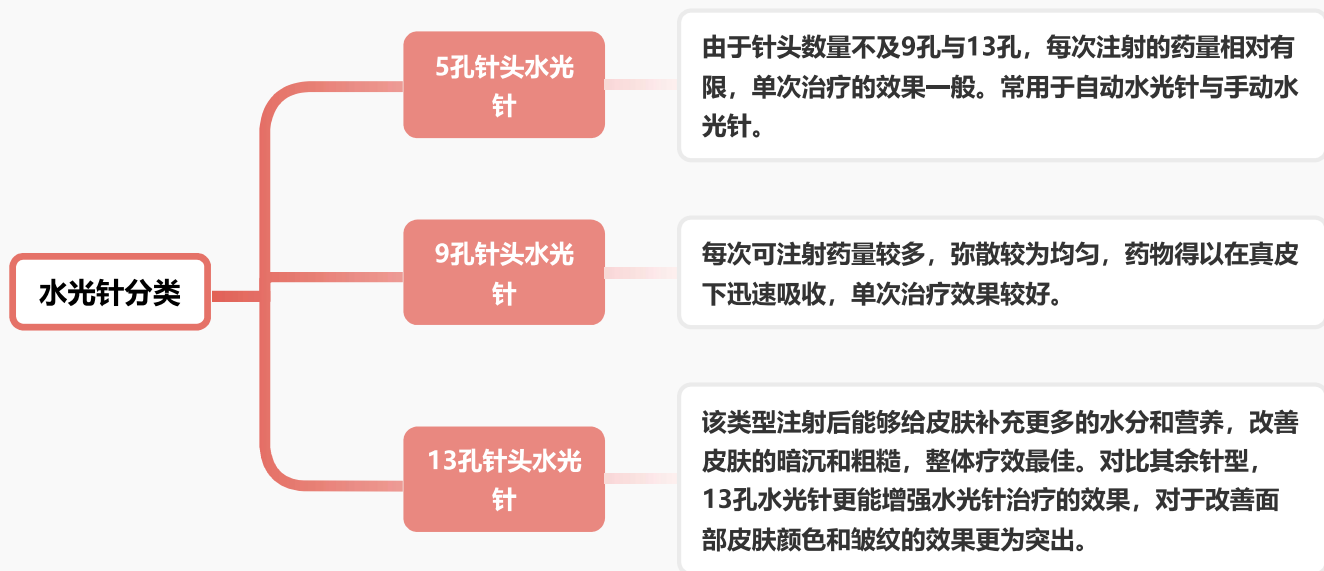 水光针分类
5孔针头水光
针
由于针头数量不及9孔与13孔，每次注射的药量相对有
限，单次治疗的效果一般。常用于自动水光针与手动水
光针。
9孔针头水光
针
每次可注射药量较多，弥散较为均匀，药物得以在真皮
下迅速吸收，单次治疗效果较好。
13孔针头水光
针
该类型注射后能够给皮肤补充更多的水分和营养，改善
皮肤的暗沉和粗糙，整体疗效最佳。对比其余针型，
13孔水光针更能增强水光针治疗的效果，对于改善面
部皮肤颜色和皱纹的效果更为突出。